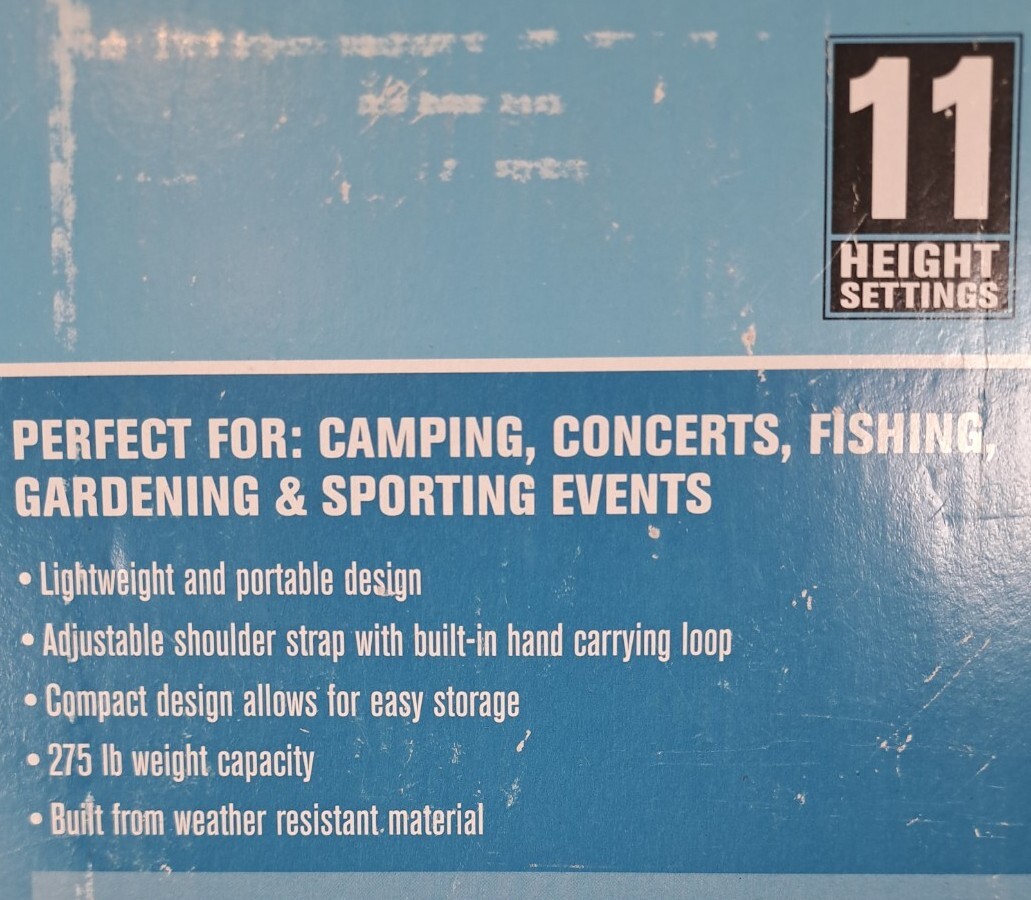 11
HEIGHT
SETTINGS
PERFECT FOR: CAMPING, CONCERTS, FISHING,
GARDENING & SPORTING EVENTS
• Lightweight and portable design
• Adjustable shoulder strap with built-in hand carrying loop
• Compact design allows for easy storage
• 275 lb weight capacity
• Built from weather resistant material